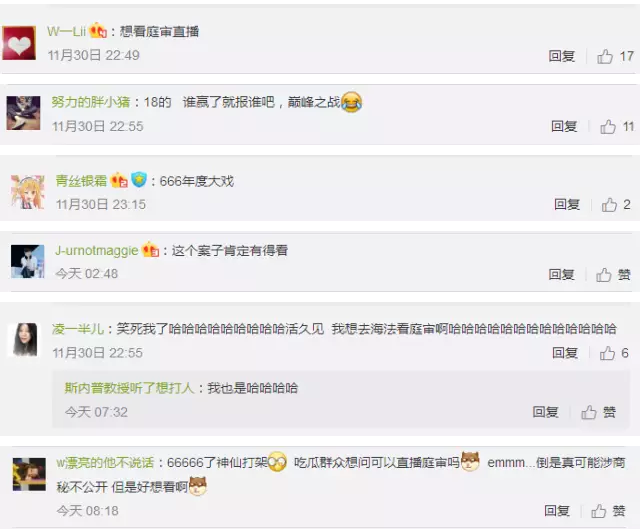 W一Lii：想看庭审直播
11月30日 22:49 回复 17
努力的胖小猪：18的 谁赢了就报谁吧，巅峰之战
11月30日 22:55 回复 11
青丝银霜：666年度大戏
11月30日 23:15 回复 2
J-urnotmaggie：这个案子肯定有得看
今天 02:48 回复 赞
凌一半儿：笑死我了哈哈哈哈哈哈哈哈哈活久见 我想去海法看庭审啊哈哈哈哈哈哈哈哈哈哈哈哈哈
11月30日 22:55 回复 6
斯内普教授听了想打人：我也是哈哈哈哈
今天 07:32 回复 赞
w漂亮的他不说话：66666了神仙打架 吃瓜群众想问可以直播庭审吗 emmm...倒是真可能涉商
秘不公开 但是好想看啊
今天 08:18 回复 赞